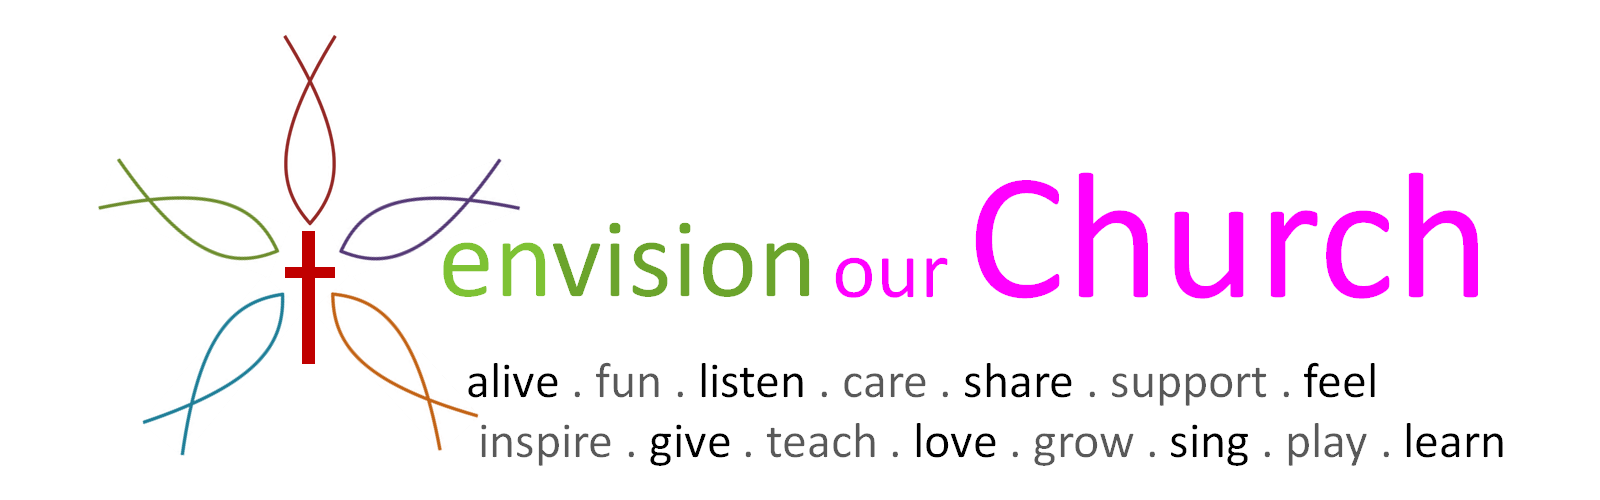 envision our Church
alive . fun . listen . care . share . support . feel
inspire . give . teach . love . grow . sing . play . learn